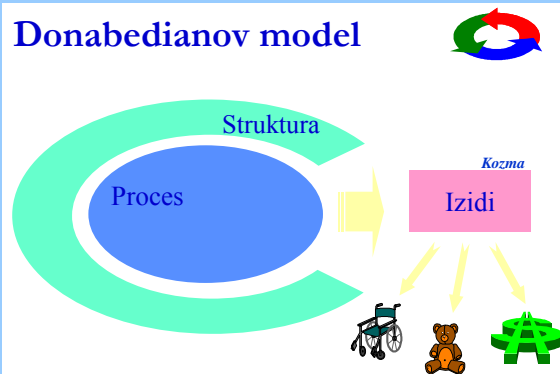 Donabedianov model
Struktura
Kozma
Proces
Izidi